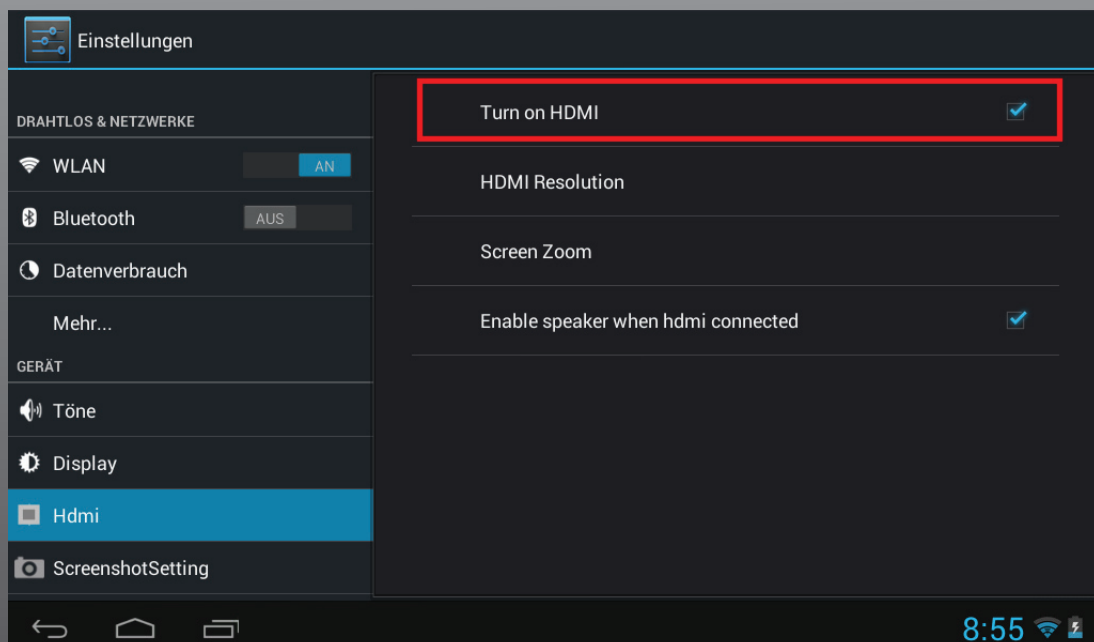 Einstellungen
DRAHTLOS & NETZWERKE
WLAN AN
Bluetooth AUS
Datenverbrauch
Mehr...
GERÄT
Töne
Display
Hdmi
ScreenshotSetting
Turn on HDMI
HDMI Resolution
Screen Zoom
Enable speaker when hdmi connected
8:55